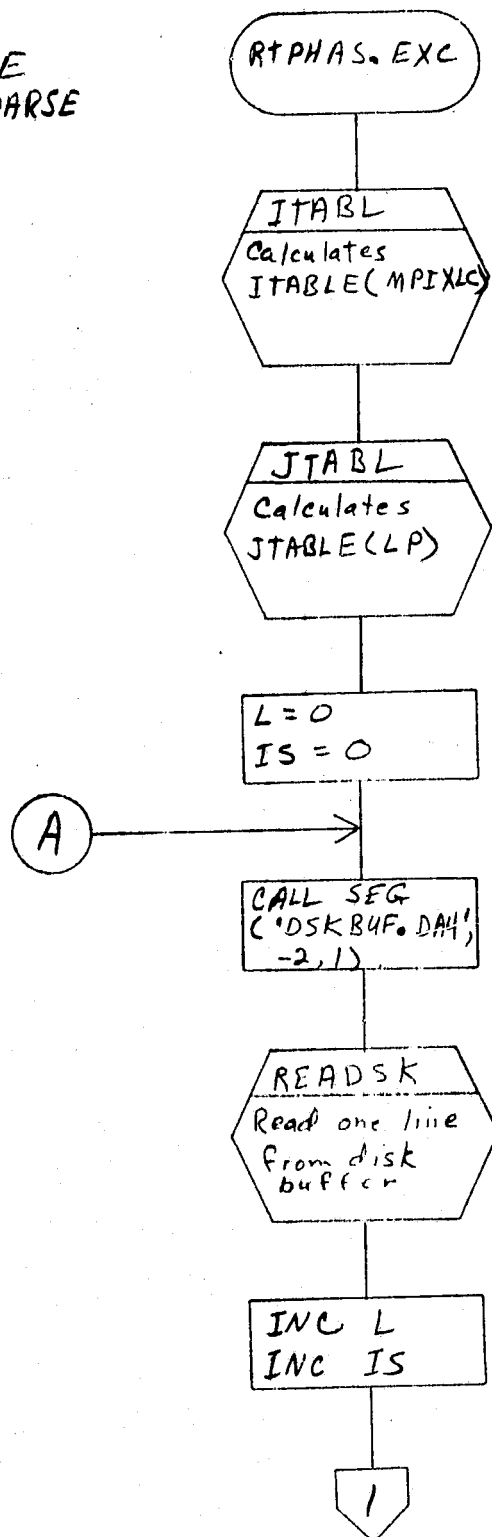 E
ARSE
RTPHAS.EXC
ITABL
Calculates
ITABLE(MPIXLC)
JTABL
Calculates
JTABLE(LP)
L = 0
IS = 0
A
CALL SEG
('DSKBUF.DA4',
-2,1)
READSK
Read one line
from disk
buffer
INC L
INC IS
1